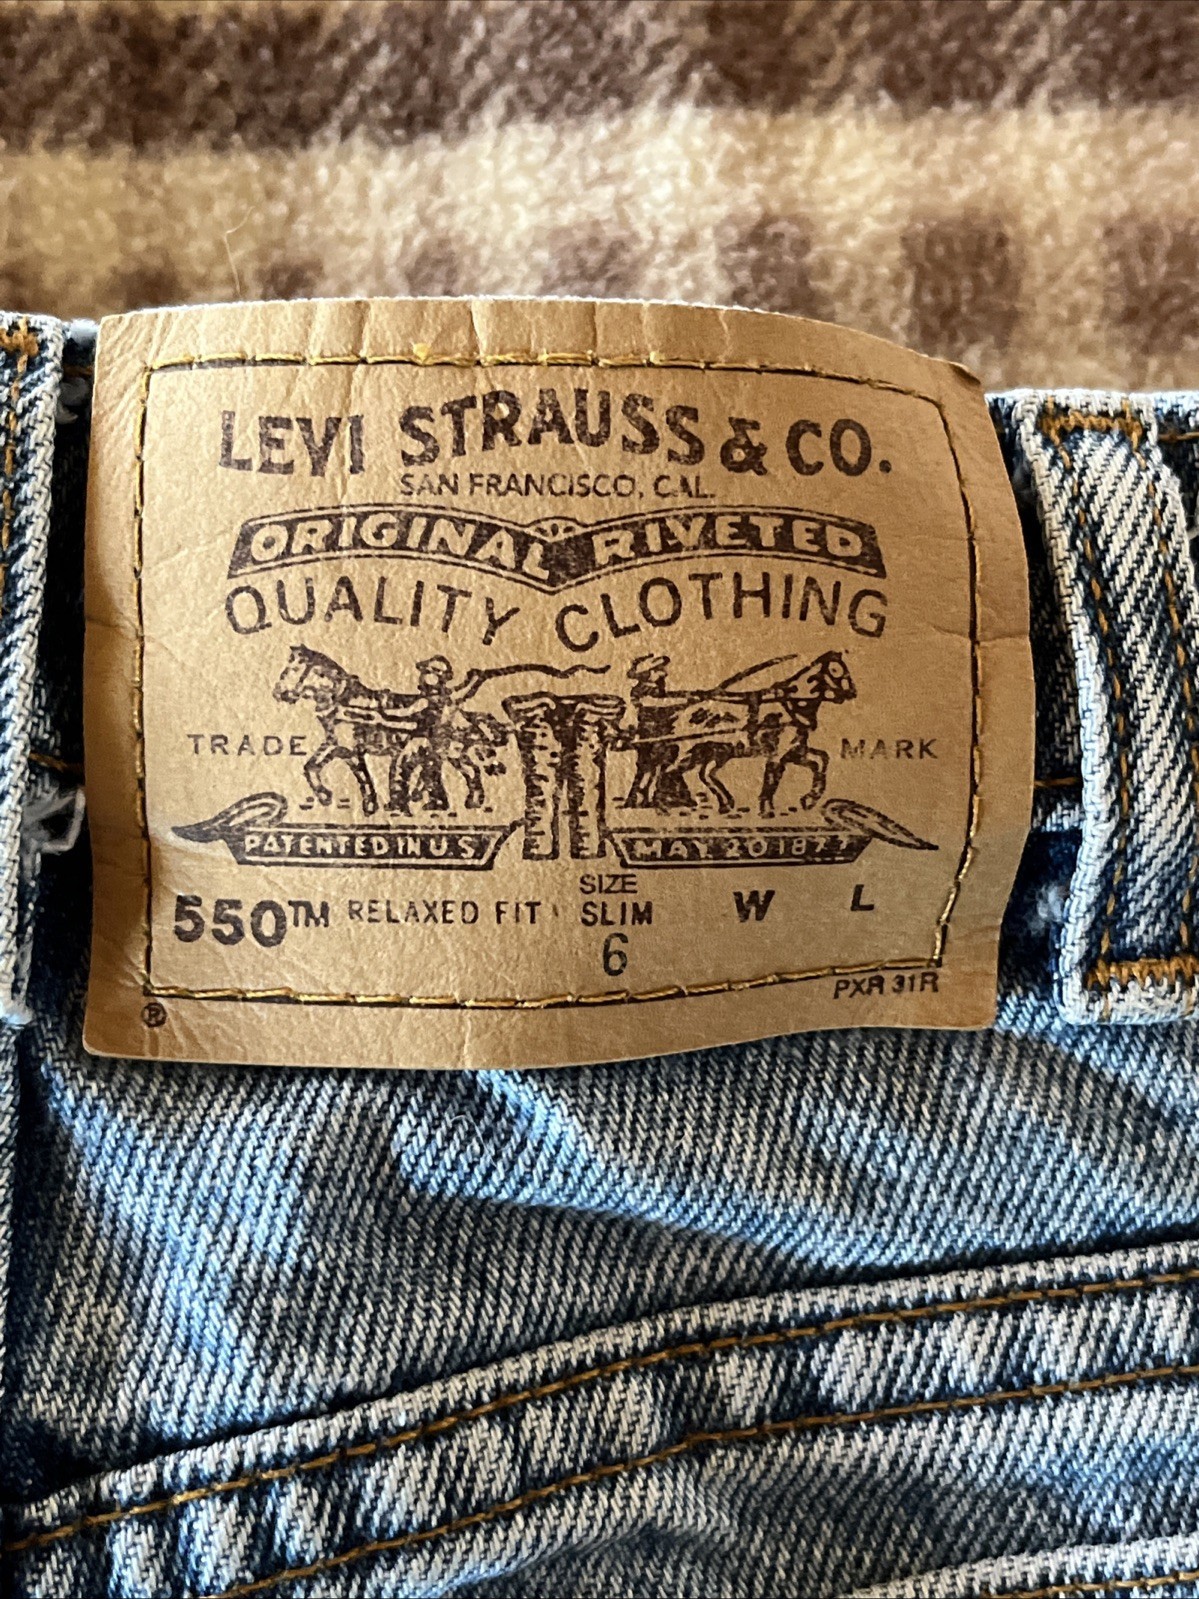 LEVI STRAUSS & CO.
SAN FRANCISCO, CAL.
ORIGINAL RIVETED
QUALITY CLOTHING
TRADE MARK
PATENTED IN U.S. MAY 20 1877
SIZE
550™ RELAXED FIT SLIM W L
6
PXR 31R
®